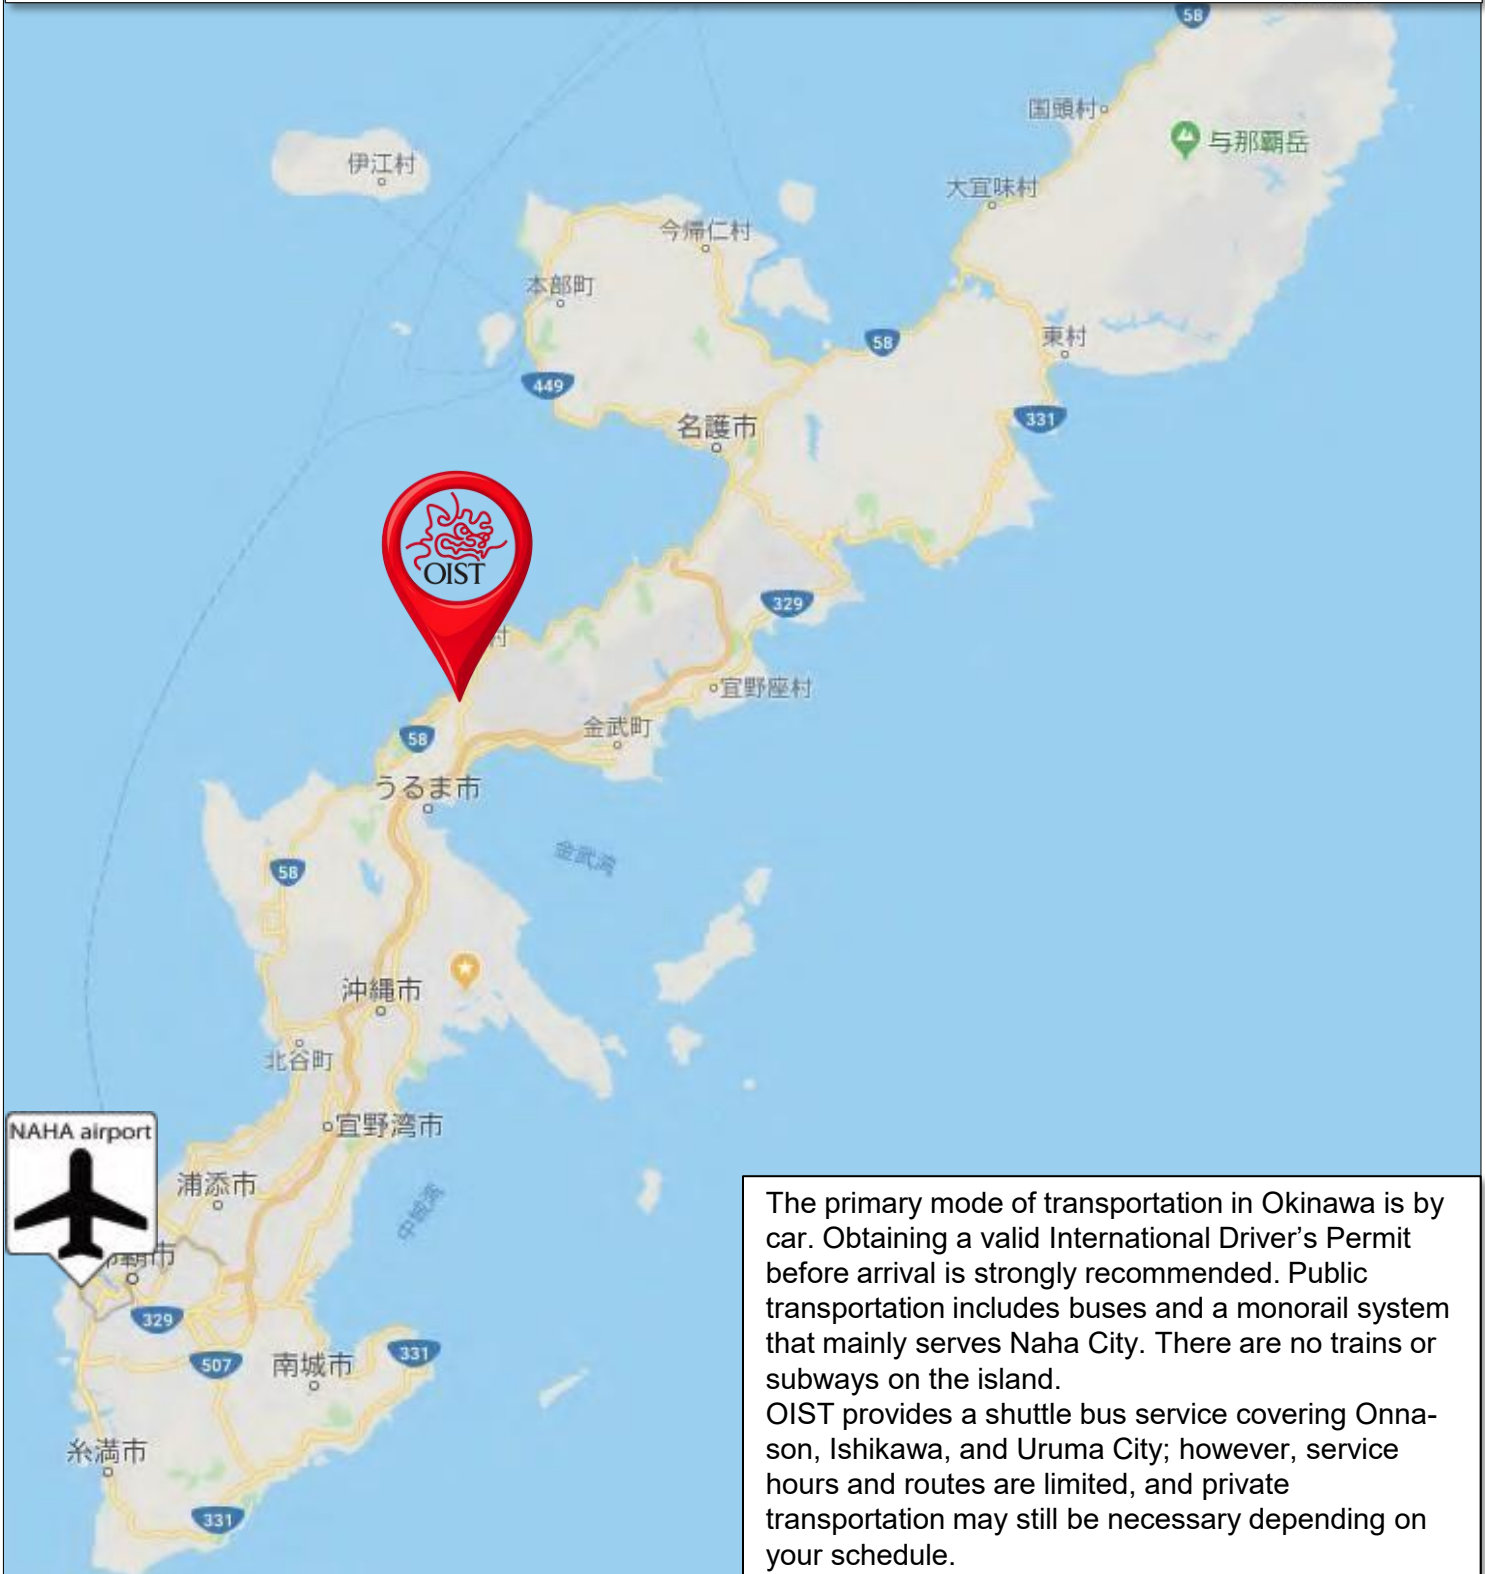 58
国頭村
与那覇岳
伊江村
大宜味村
今帰仁村
本部町
58
東村
449
331
名護市
OIST
329
村
宜野座村
金武町
58
うるま市
金武湾
58
沖縄市
北谷町
NAHA airport
宜野湾市
浦添市
中城湾
那覇市
329
507
南城市
331
糸満市
331
The primary mode of transportation in Okinawa is by
car. Obtaining a valid International Driver’s Permit
before arrival is strongly recommended. Public
transportation includes buses and a monorail system
that mainly serves Naha City. There are no trains or
subways on the island.
OIST provides a shuttle bus service covering Onna-
son, Ishikawa, and Uruma City; however, service
hours and routes are limited, and private
transportation may still be necessary depending on
your schedule.